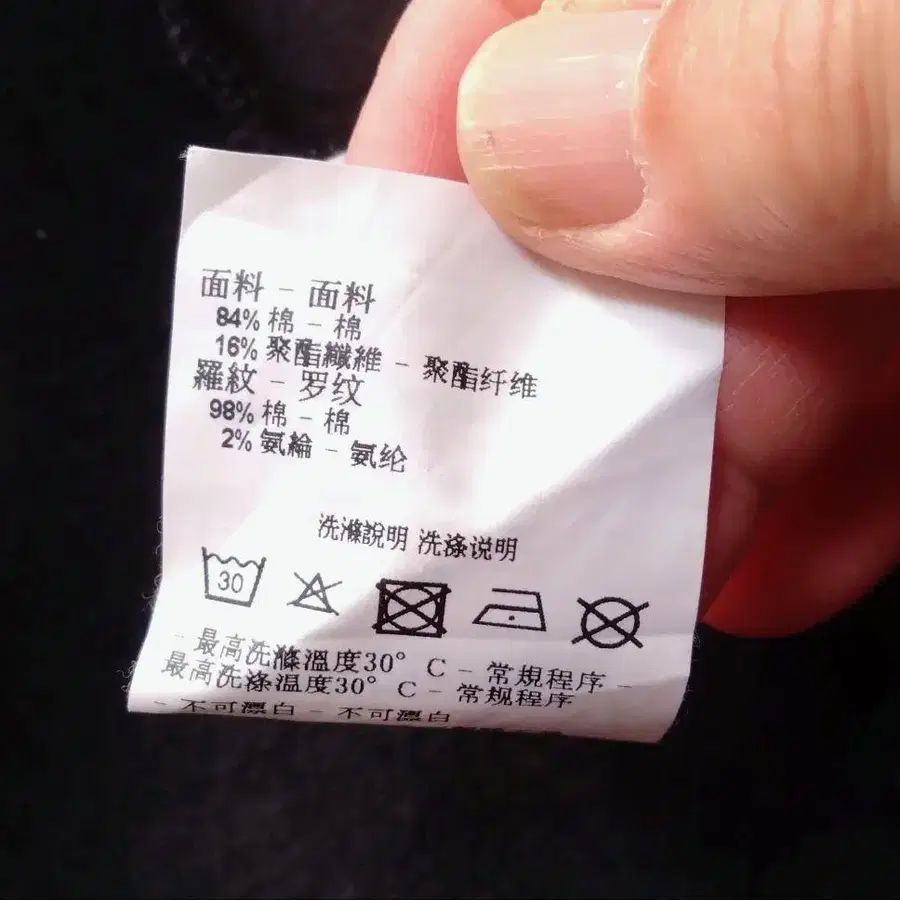 面料 - 面料
84% 棉 - 棉
16% 聚酯纖維 - 聚酯纤维
羅紋 - 罗纹
98% 棉 - 棉
2% 氨綸 - 氨纶
洗滌說明 洗涤说明
30
- 最高洗滌溫度30° C - 常規程序 -
最高洗涤温度30° C - 常规程序
- 不可漂白 - 不可漂白